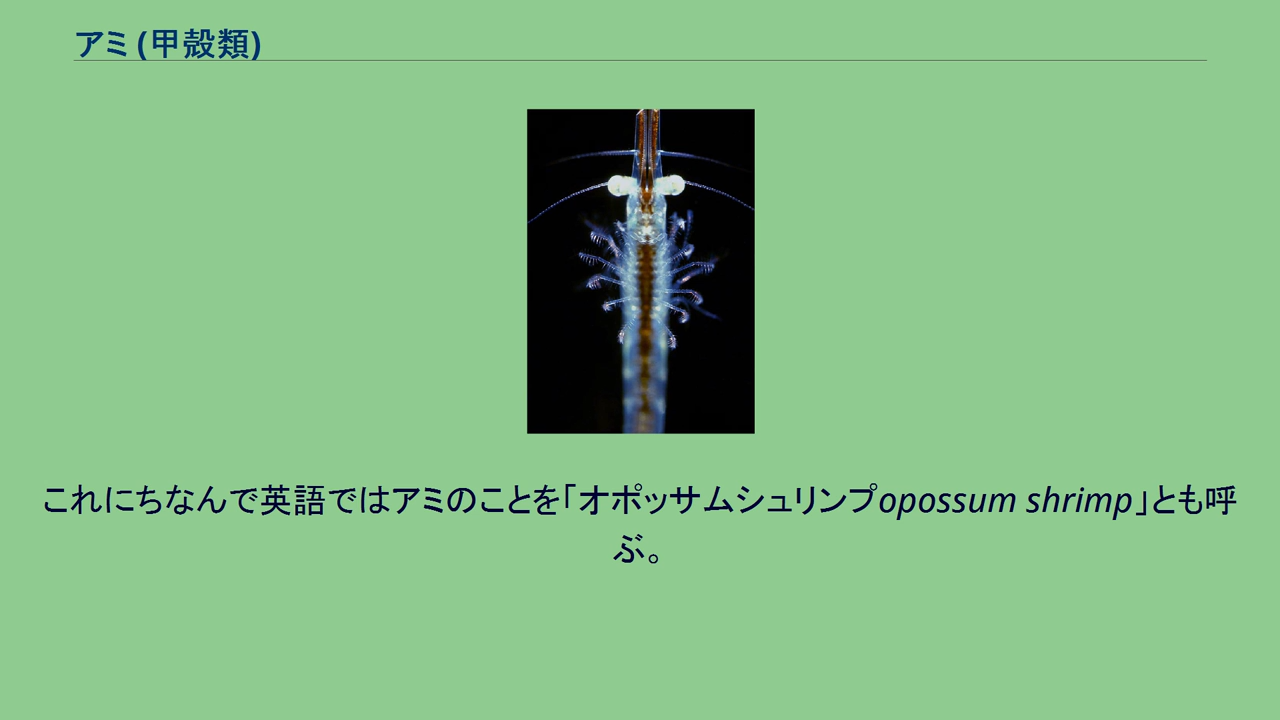 アミ (甲殻類)
これにちなんで英語ではアミのことを「オポッサムシュリンプopossum shrimp」とも呼
ぶ。